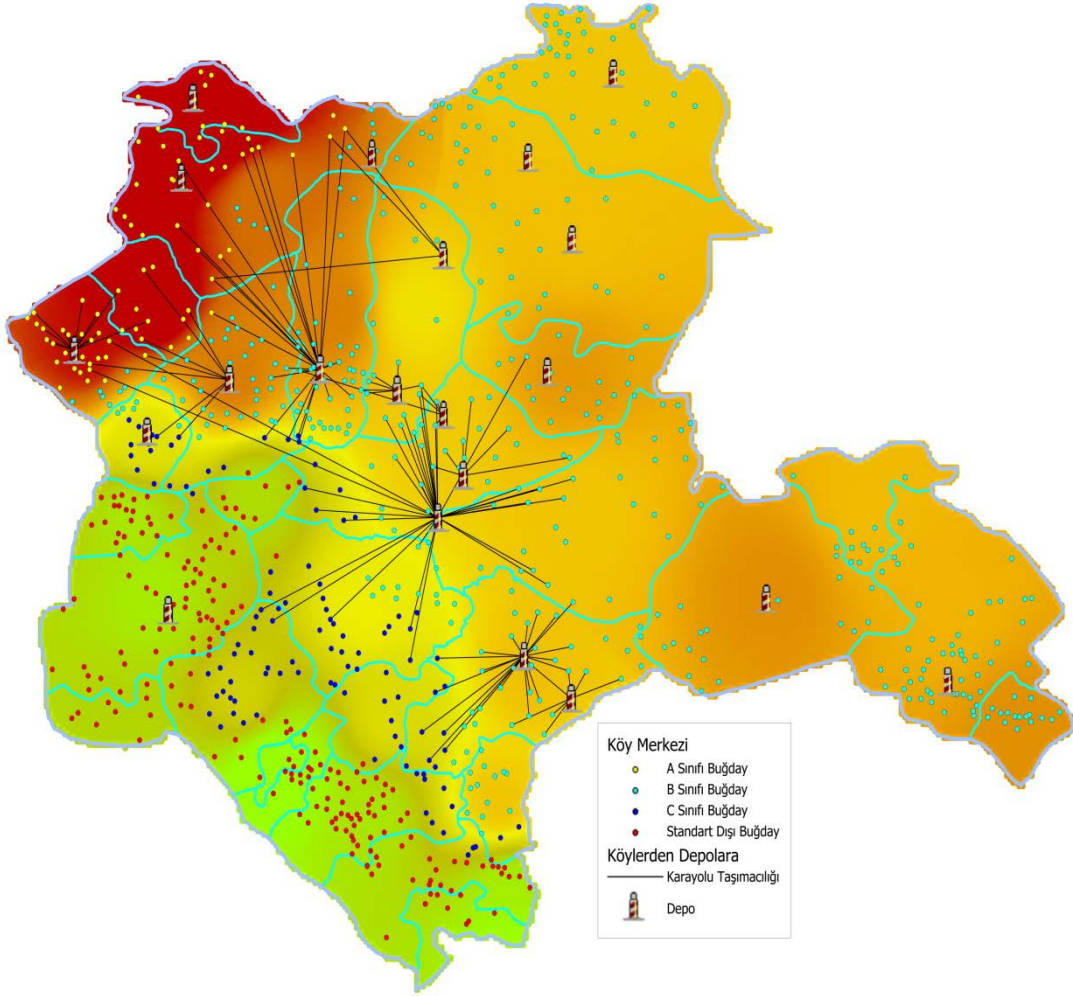 Köy Merkezi
A Sınıfı Buğday
B Sınıfı Buğday
C Sınıfı Buğday
Standart Dışı Buğday
Köylerden Depolara
Karayolu Taşımacılığı
Depo